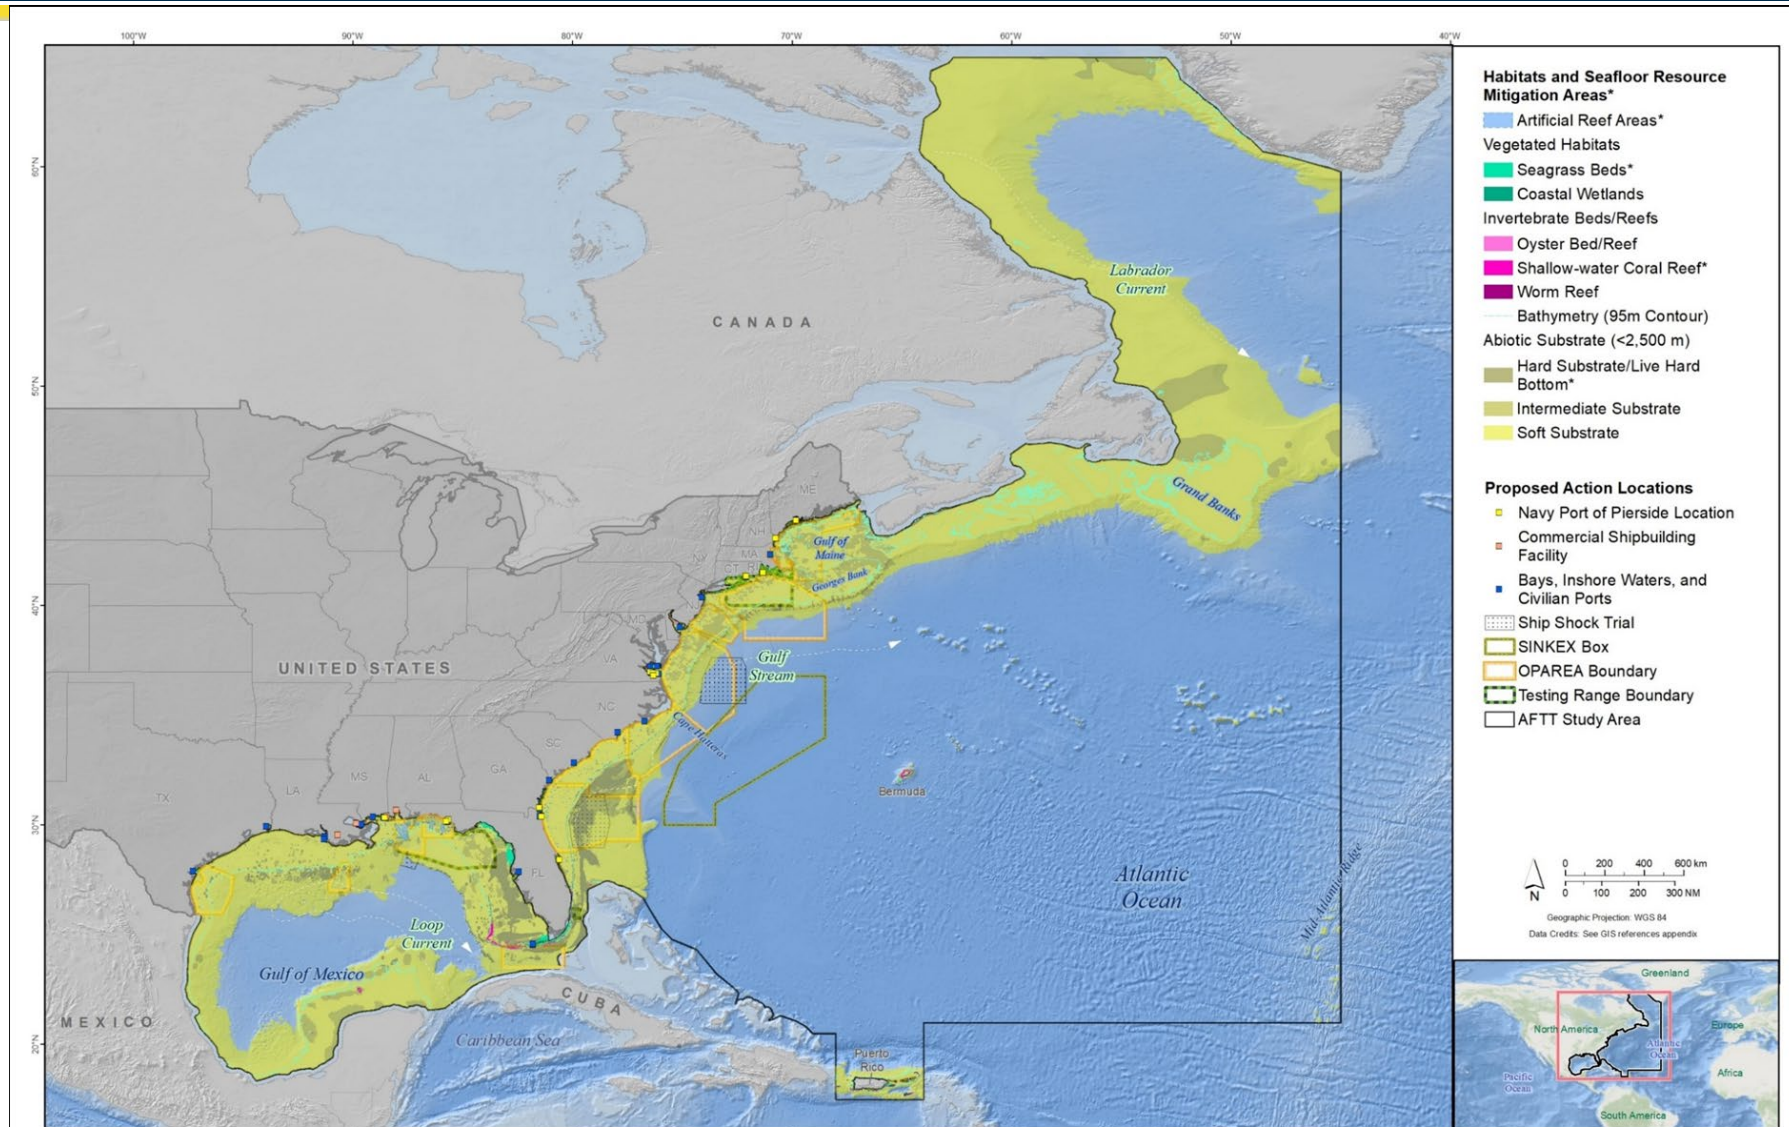 100°W
90°W
80°W
70°W
60°W
50°W
40°W
60°N
50°N
40°N
30°N
20°N
CANADA
Labrador
Current
Grand Banks
ME
NH
Gulf of
Maine
NY
MA
CT
RI
Georges Bank
NJ
MD
UNITED STATES
VA
Gulf
Stream
NC
Cape Hatteras
SC
MS
AL
GA
LA
TX
Bermuda
FL
Atlantic
Ocean
Mid-Atlantic Ridge
Loop
Current
Gulf of Mexico
MEXICO
CUBA
Caribbean Sea
Puerto
Rico
Habitats and Seafloor Resource
Mitigation Areas*
Artificial Reef Areas*
Vegetated Habitats
Seagrass Beds*
Coastal Wetlands
Invertebrate Beds/Reefs
Oyster Bed/Reef
Shallow-water Coral Reef*
Worm Reef
Bathymetry (95m Contour)
Abiotic Substrate (<2,500 m)
Hard Substrate/Live Hard
Bottom*
Intermediate Substrate
Soft Substrate
Proposed Action Locations
Navy Port of Pierside Location
Commercial Shipbuilding
Facility
Bays, Inshore Waters, and
Civilian Ports
Ship Shock Trial
SINKEX Box
OPAREA Boundary
Testing Range Boundary
AFTT Study Area
N
0 200 400 600 km
0 100 200 300 NM
Geographic Projection: WGS 84
Data Credits: See GIS references appendix
Greenland
North America
Europe
Atlantic
Ocean
Pacific
Ocean
Africa
South America